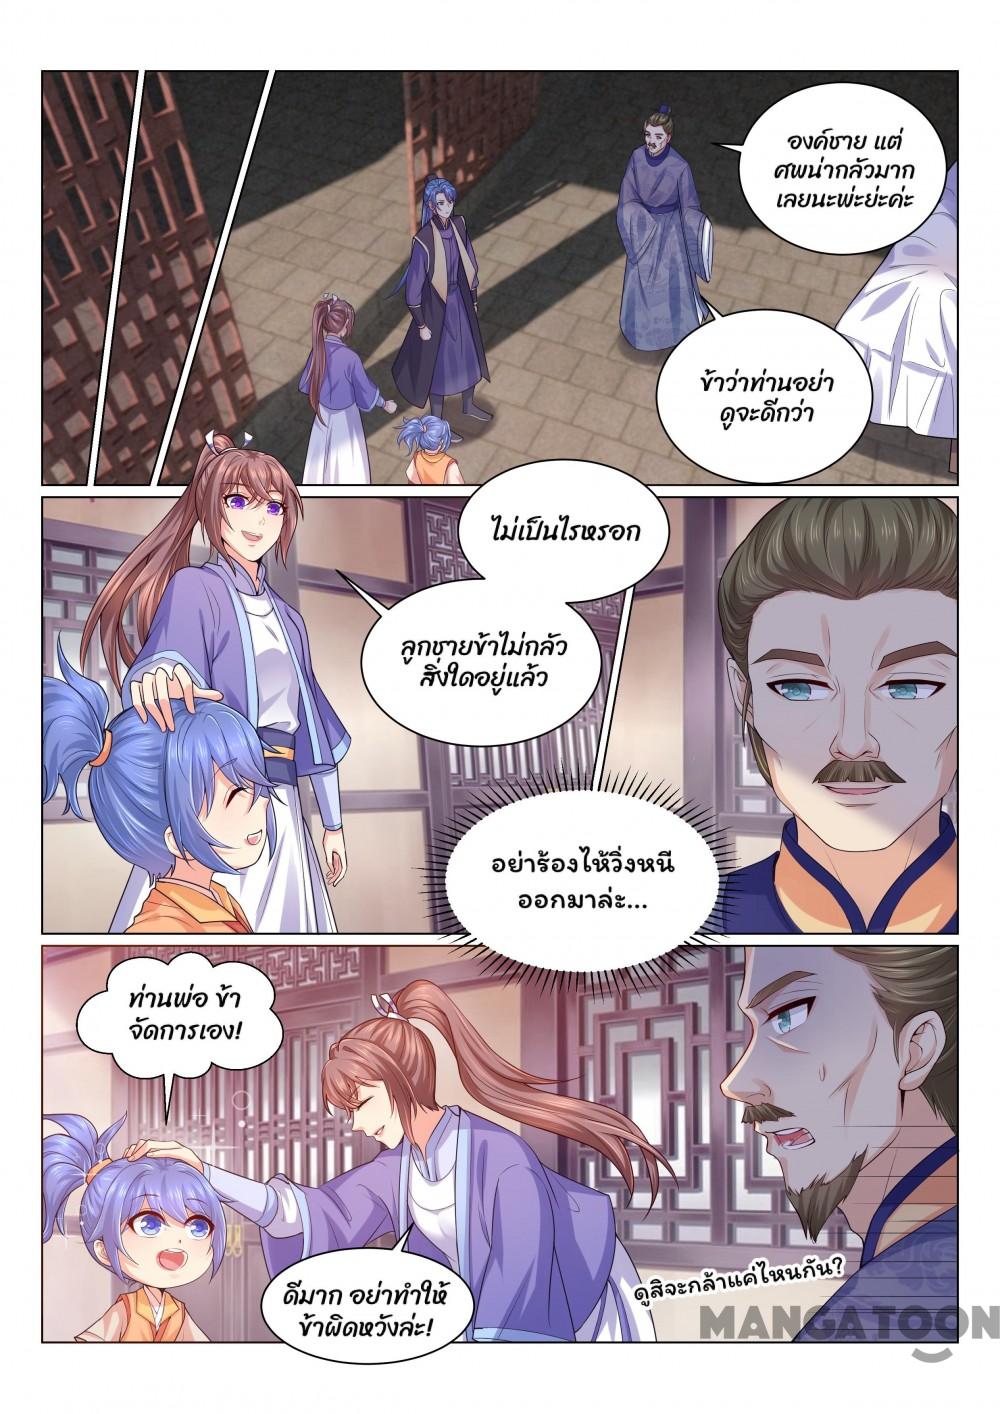 องค์ชาย แต่
ศพน่ากลัวมาก
เลยนะพ่ะย่ะค่ะ
ข้าว่าท่านอย่า
ดูจะดีกว่า
ไม่เป็นไรหรอก
ลูกชายข้าไม่กลัว
สิ่งใดอยู่แล้ว
อย่าร้องไห้วิ่งหนี
ออกมาล่ะ...
ท่านพ่อ ข้า
จัดการเอง!
ดีมาก อย่าทำให้
ข้าผิดหวังล่ะ!
ดูสิจะกล้าแค่ไหนกัน?
MANGATOON